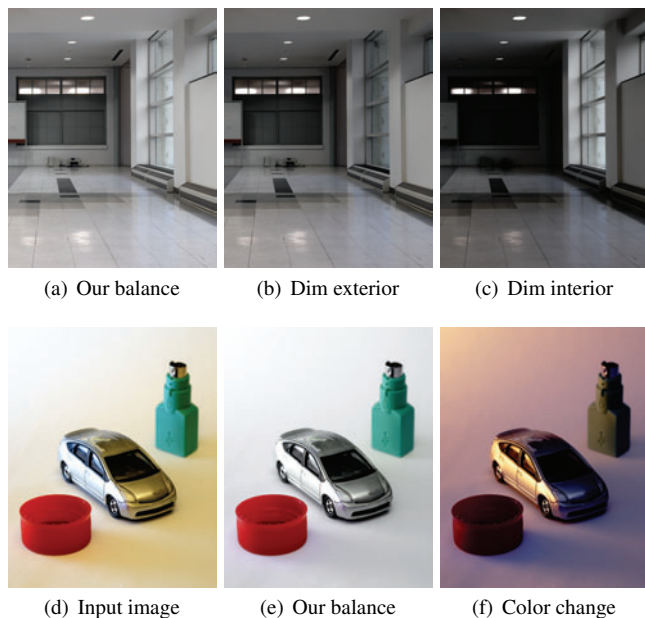 (a) Our balance
(b) Dim exterior
(c) Dim interior
(d) Input image
(e) Our balance
(f) Color change